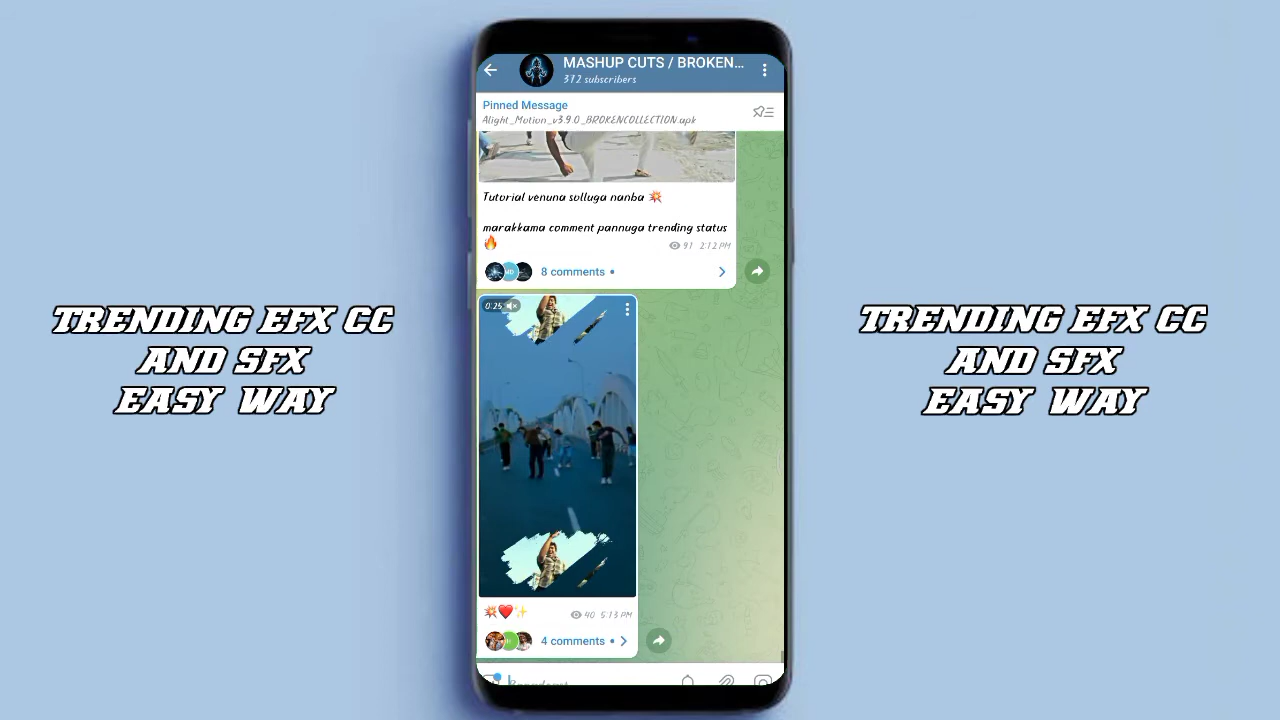 MASHUP CUTS / BROKEN...
372 subscribers
Pinned Message
Alight_Motion_v3.9.0_BROKENCOLLECTION.apk
Tutorial venuna solluga nanba 💥
marakkama comment pannuga trending status
🔥
91 2:12 PM
8 comments
0:25
💥❤️✨
40 5:13 PM
4 comments
Broadcast
TRENDING EFX CC
AND SFX
EASY WAY
TRENDING EFX CC
AND SFX
EASY WAY